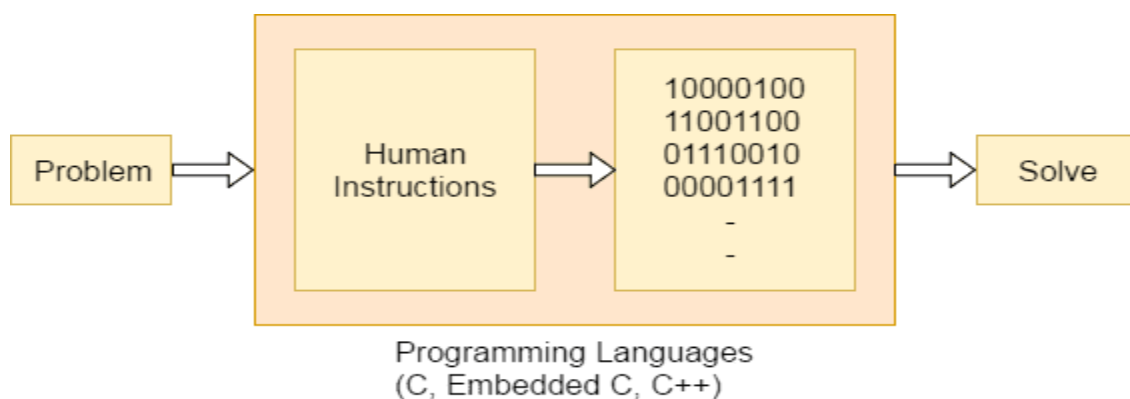 Problem
Human
Instructions
10000100
11001100
01110010
00001111
-
-
Solve
Programming Languages
(C, Embedded C, C++)